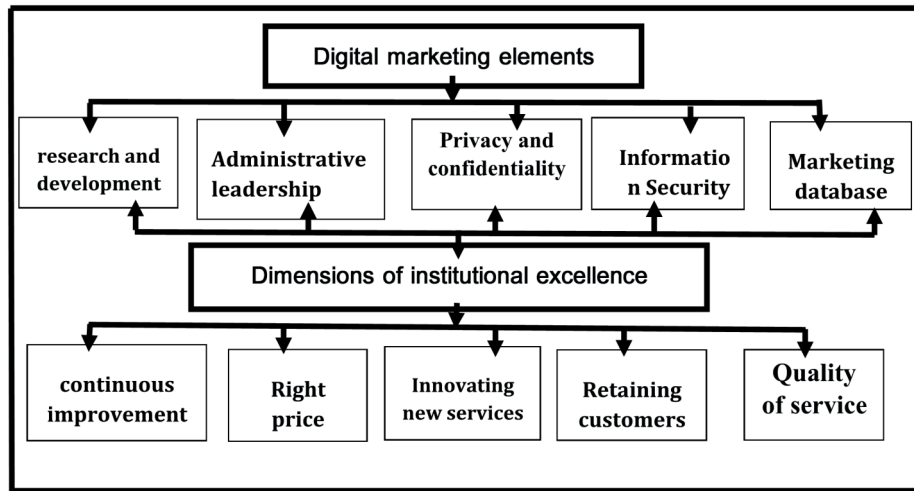 Digital marketing elements
research and
development
Administrative
leadership
Privacy and
confidentiality
Informatio
n Security
Marketing
database
Dimensions of institutional excellence
continuous
improvement
Right
price
Innovating
new services
Retaining
customers
Quality
of service